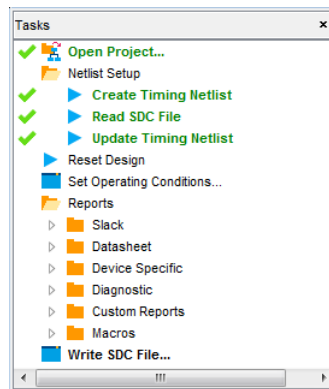 Tasks
Open Project...
Netlist Setup
Create Timing Netlist
Read SDC File
Update Timing Netlist
Reset Design
Set Operating Conditions...
Reports
Slack
Datasheet
Device Specific
Diagnostic
Custom Reports
Macros
Write SDC File...